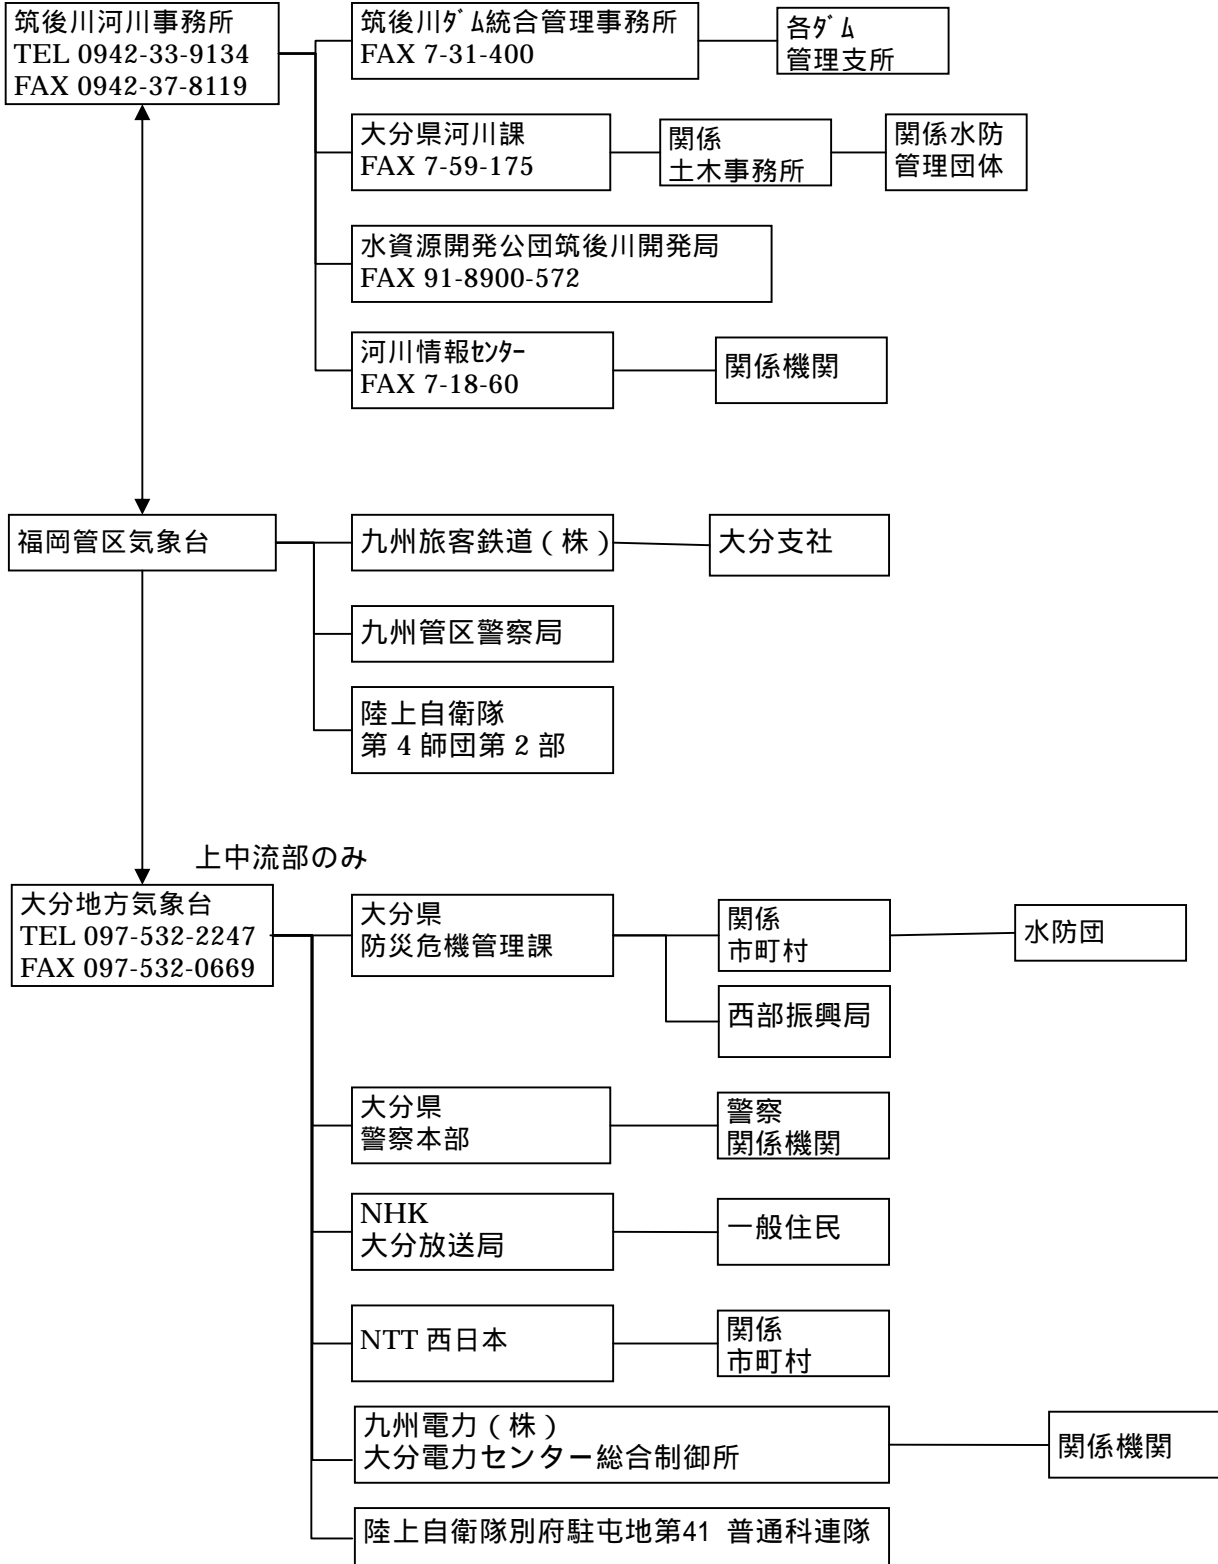 筑後川河川事務所
TEL 0942-33-9134
FAX 0942-37-8119
筑後川ﾀﾞﾑ統合管理事務所
FAX 7-31-400
各ﾀﾞﾑ
管理支所
大分県河川課
FAX 7-59-175
関係
土木事務所
関係水防
管理団体
水資源開発公団筑後川開発局
FAX 91-8900-572
河川情報ｾﾝﾀｰ
FAX 7-18-60
関係機関
福岡管区気象台
九州旅客鉄道（株）
大分支社
九州管区警察局
陸上自衛隊
第４師団第２部
上中流部のみ
大分地方気象台
TEL 097-532-2247
FAX 097-532-0669
大分県
防災危機管理課
関係
市町村
水防団
西部振興局
大分県
警察本部
警察
関係機関
NHK
大分放送局
一般住民
NTT 西日本
関係
市町村
九州電力（株）
大分電力センター総合制御所
関係機関
陸上自衛隊別府駐屯地第41 普通科連隊